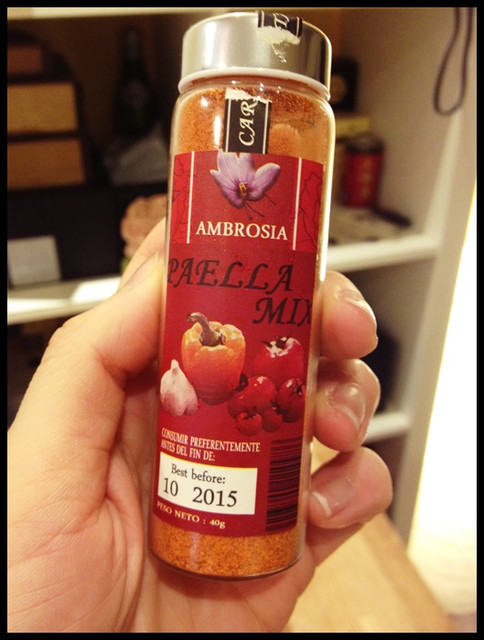 CAR
AMBROSIA
PAELLA
MIX
CONSUMIR PREFERENTEMENTE
ANTES DEL FIN DE:
Best before:
10 2015
PESO NETO : 40g